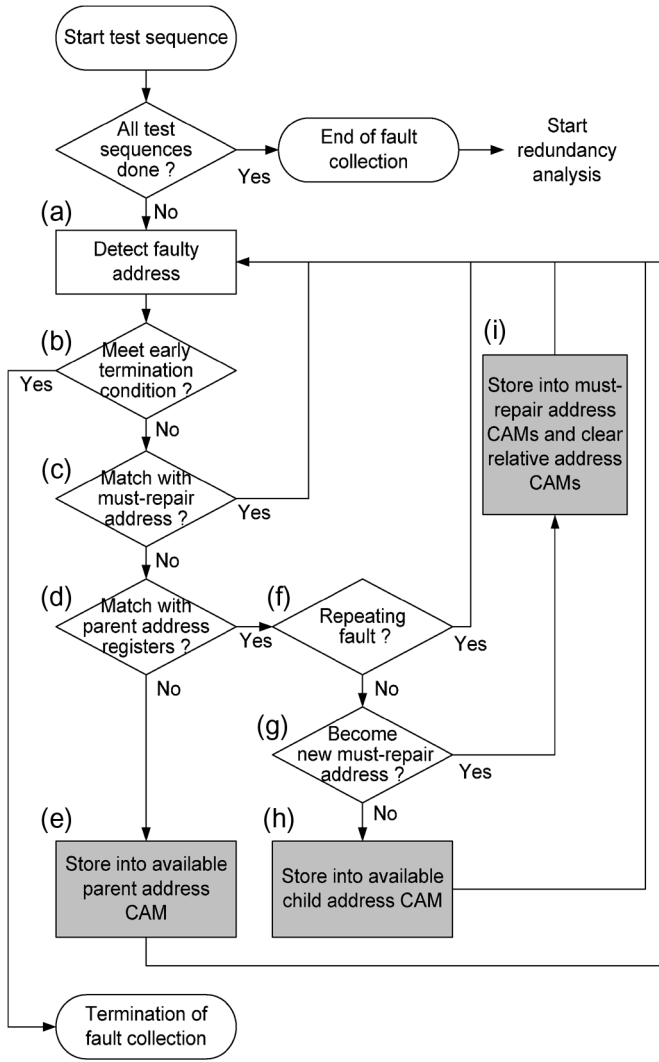 Start test sequence
All test
sequences
done ?
Yes
End of fault
collection
Start
redundancy
analysis
No
(a)
Detect faulty
address
(b)
Meet early
termination
condition ?
Yes
No
(c)
Match with
must-repair
address ?
Yes
No
(d)
Match with
parent address
registers ?
Yes
No
(f)
Repeating
fault ?
Yes
No
(g)
Become
new must-repair
address ?
Yes
No
(i)
Store into must-
repair address
CAMs and clear
relative address
CAMs
(e)
Store into available
parent address
CAM
(h)
Store into available
child address CAM
Termination of
fault collection